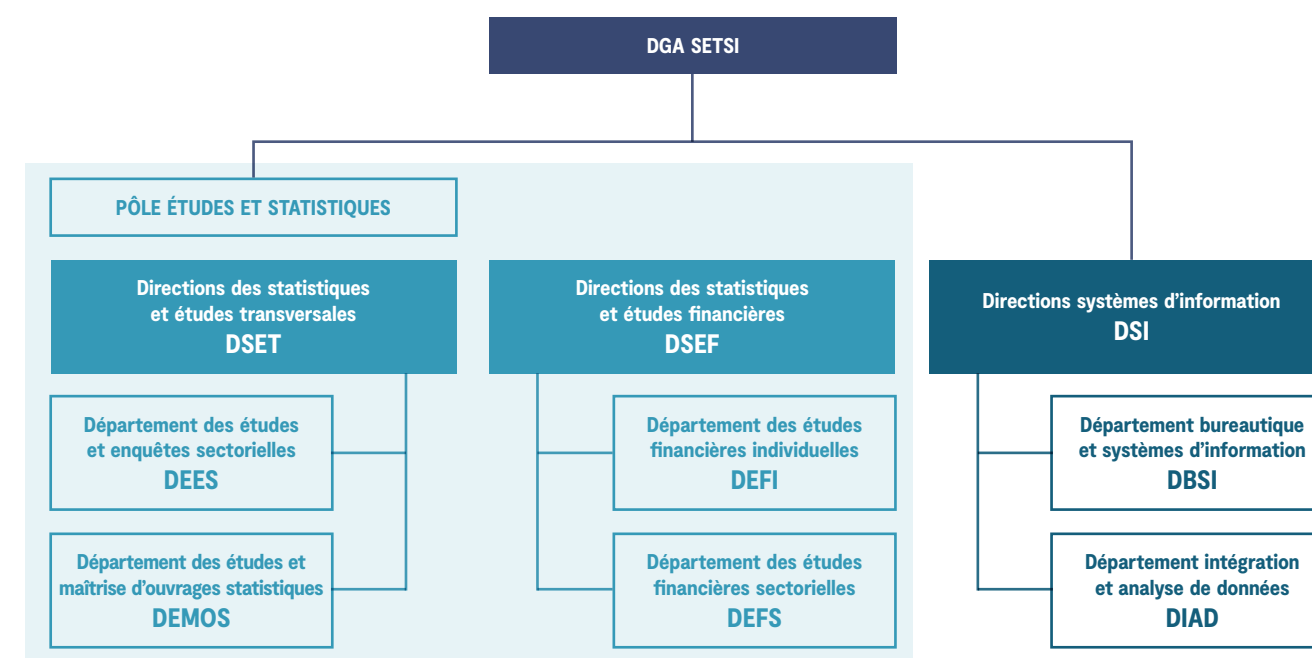 DGA SETSI
PÔLE ÉTUDES ET STATISTIQUES
Directions des statistiques
et études transversales
DSET
Département des études
et enquêtes sectorielles
DEES
Département des études et
maîtrise d'ouvrages statistiques
DEMOS
Directions des statistiques
et études financières
DSEF
Département des études
financières individuelles
DEFI
Département des études
financières sectorielles
DEFS
Directions systèmes d'information
DSI
Département bureautique
et systèmes d'information
DBSI
Département intégration
et analyse de données
DIAD